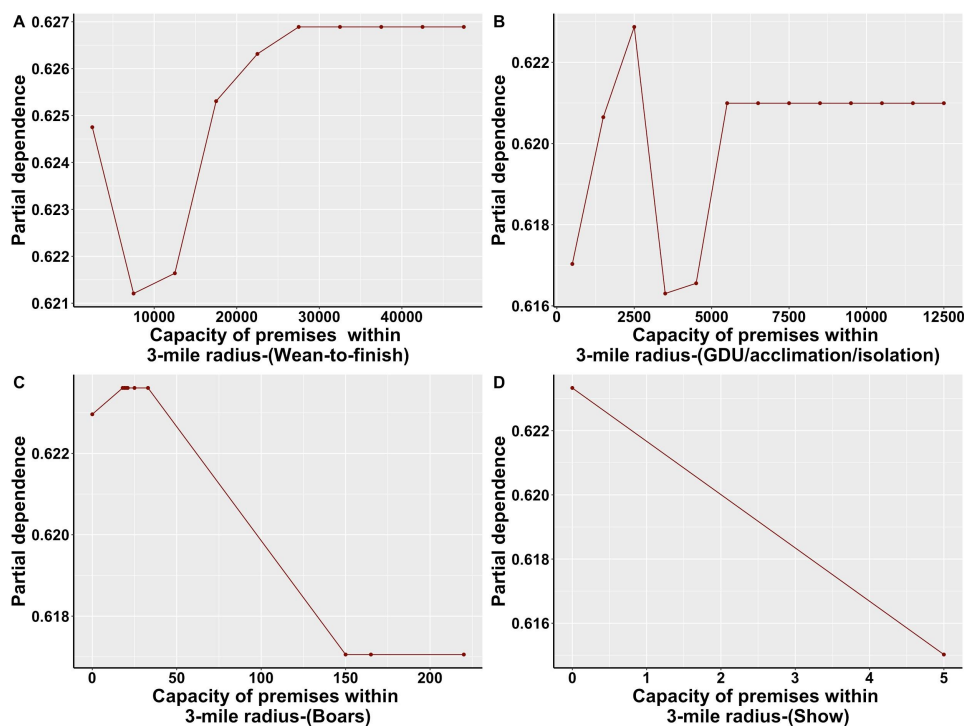 A
Partial dependence
0.627
0.626
0.625
0.624
0.623
0.622
0.621
10000 20000 30000 40000
Capacity of premises within
3-mile radius-(Wean-to-finish)
B
Partial dependence
0.622
0.620
0.618
0.616
0 2500 5000 7500 10000 12500
Capacity of premises within
3-mile radius-(GDU/acclimation/isolation)
C
Partial dependence
0.622
0.620
0.618
0 50 100 150 200
Capacity of premises within
3-mile radius-(Boars)
D
Partial dependence
0.622
0.620
0.618
0.616
0 1 2 3 4 5
Capacity of premises within
3-mile radius-(Show)